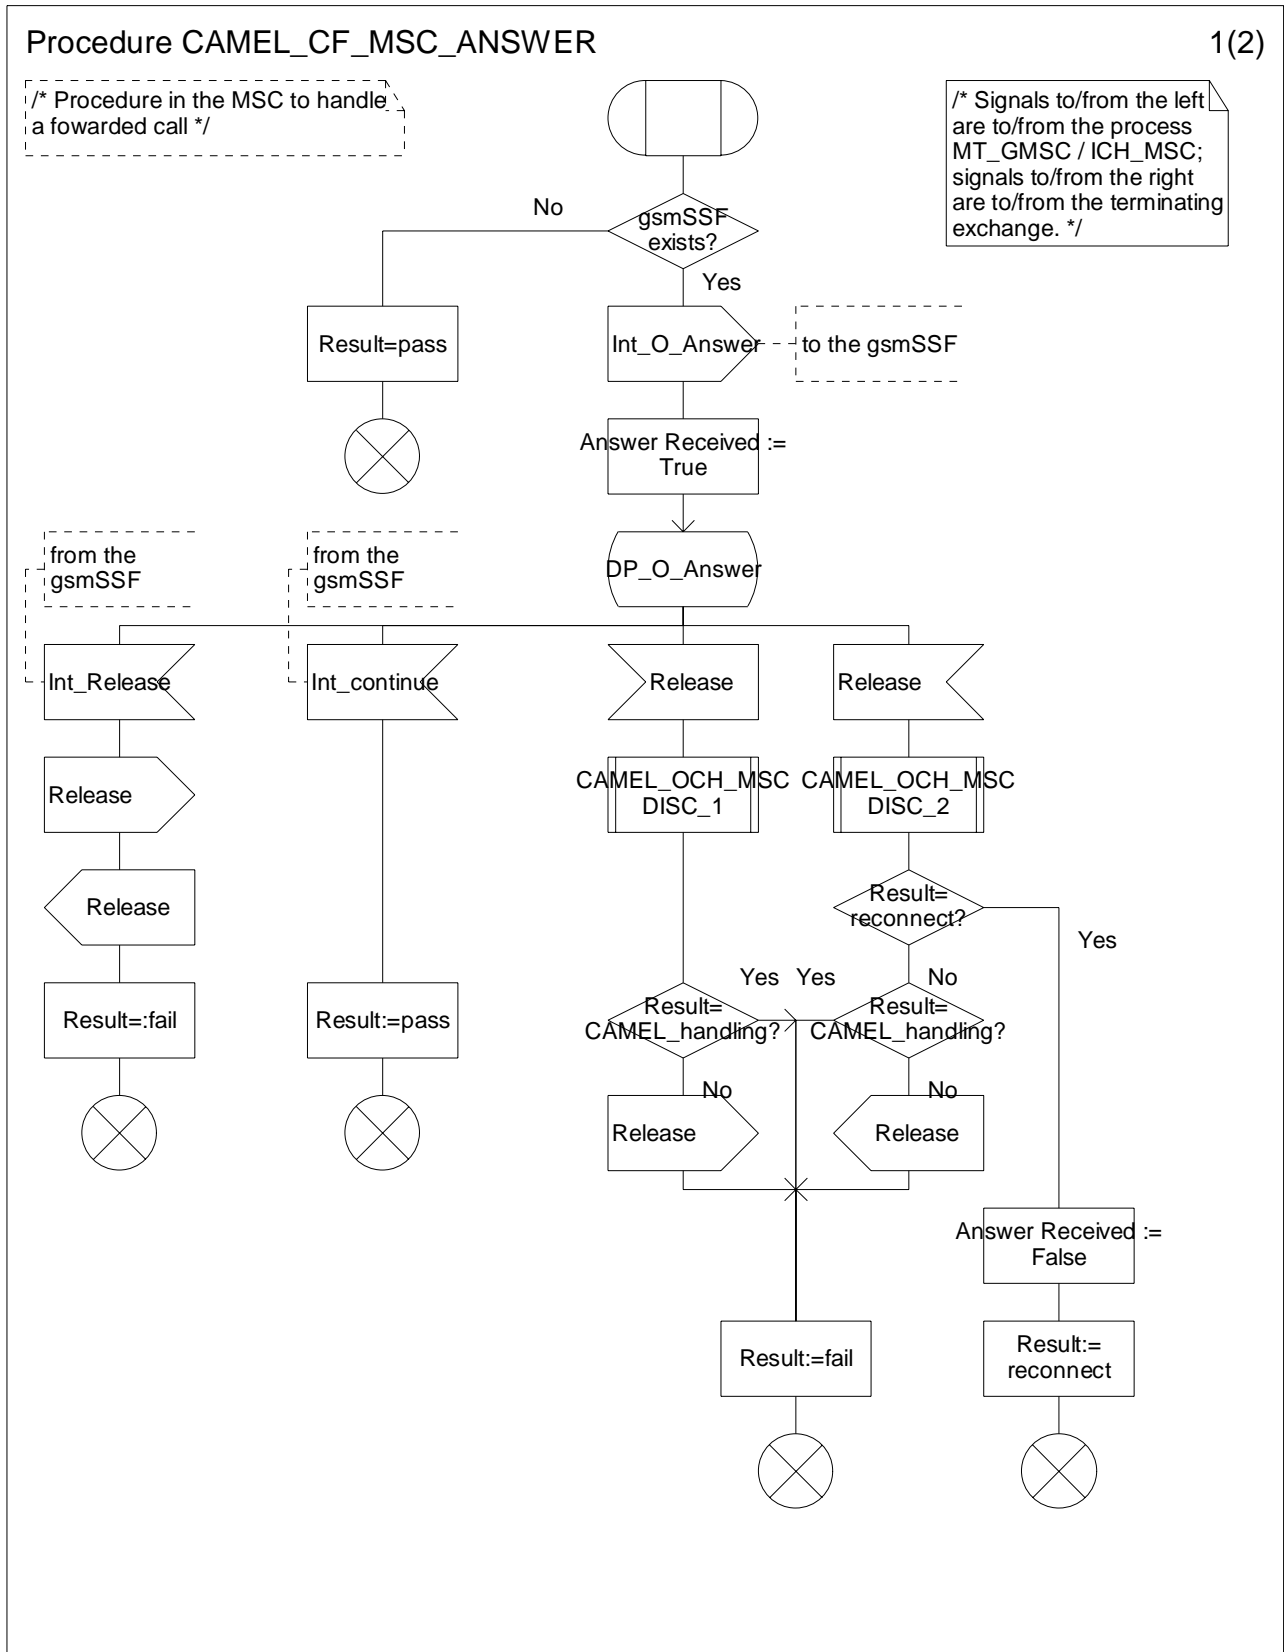 Procedure CAMEL_CF_MSC_ANSWER
1(2)
/* Procedure in the MSC to handle
a fowarded call */
/* Signals to/from the left
are to/from the process
MT_GMSC / ICH_MSC;
signals to/from the right
are to/from the terminating
exchange. */
gsmSSF
exists?
No
Yes
Result=pass
Int_O_Answer
to the gsmSSF
Answer Received :=
True
DP_O_Answer
from the
gsmSSF
from the
gsmSSF
Int_Release
Int_continue
Release
Release
Release
CAMEL_OCH_MSC
DISC_1
CAMEL_OCH_MSC
DISC_2
Release
Result=
reconnect?
Yes
No
Result=:fail
Result:=pass
Result=
CAMEL_handling?
Yes
Yes
Result=
CAMEL_handling?
No
No
Release
Release
Answer Received :=
False
Result:=fail
Result:=
reconnect